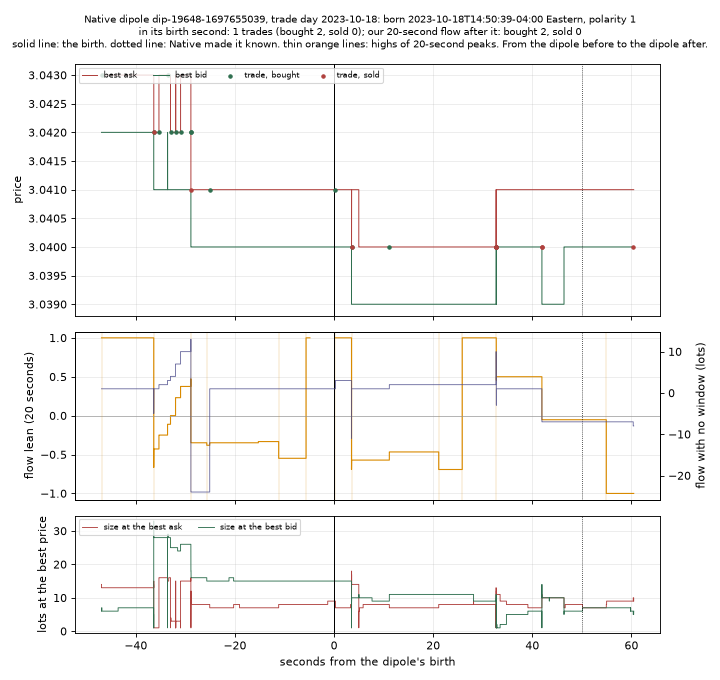 Native dipole dip-19648-1697655039, trade day 2023-10-18: born 2023-10-18T14:50:39-04:00 Eastern, polarity 1
in its birth second: 1 trades (bought 2, sold 0); our 20-second flow after it: bought 2, sold 0
solid line: the birth. dotted line: Native made it known. thin orange lines: highs of 20-second peaks. From the dipole before to the dipole after.
best ask
best bid
trade, bought
trade, sold
3.0430
3.0425
3.0420
3.0415
3.0410
3.0405
3.0400
3.0395
3.0390
price
1.0
0.5
0.0
−0.5
−1.0
flow lean (20 seconds)
10
0
−10
−20
flow with no window (lots)
size at the best ask
size at the best bid
30
20
10
0
lots at the best price
−40
−20
0
20
40
60
seconds from the dipole's birth